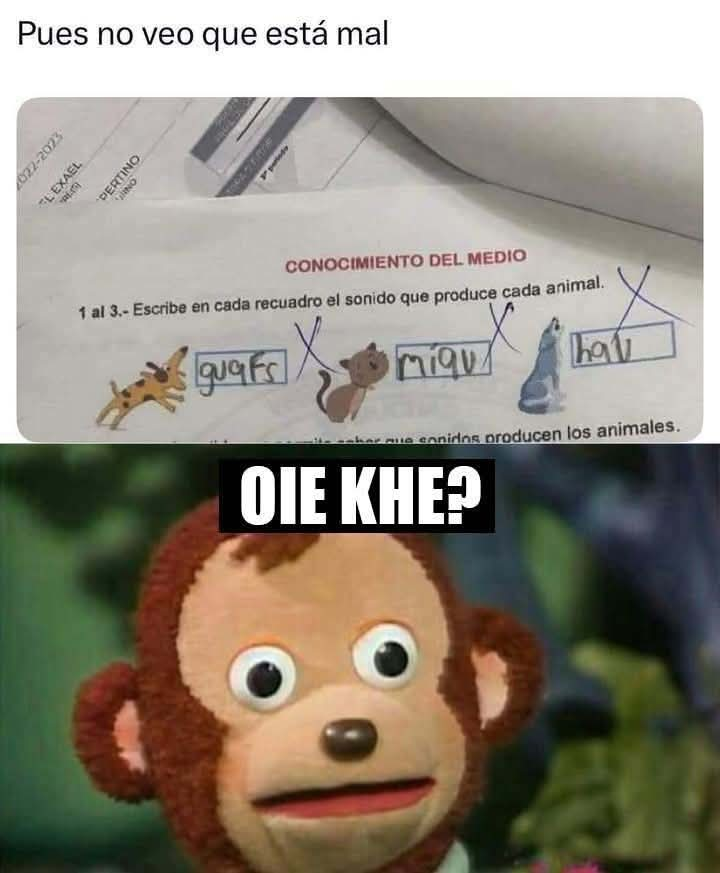 Pues no veo que está mal
2022-2023
CONOCIMIENTO DEL MEDIO
1 al 3.- Escribe en cada recuadro el sonido que produce cada animal.
guafs miau hau
que sonidos producen los animales.
OIE KHE?